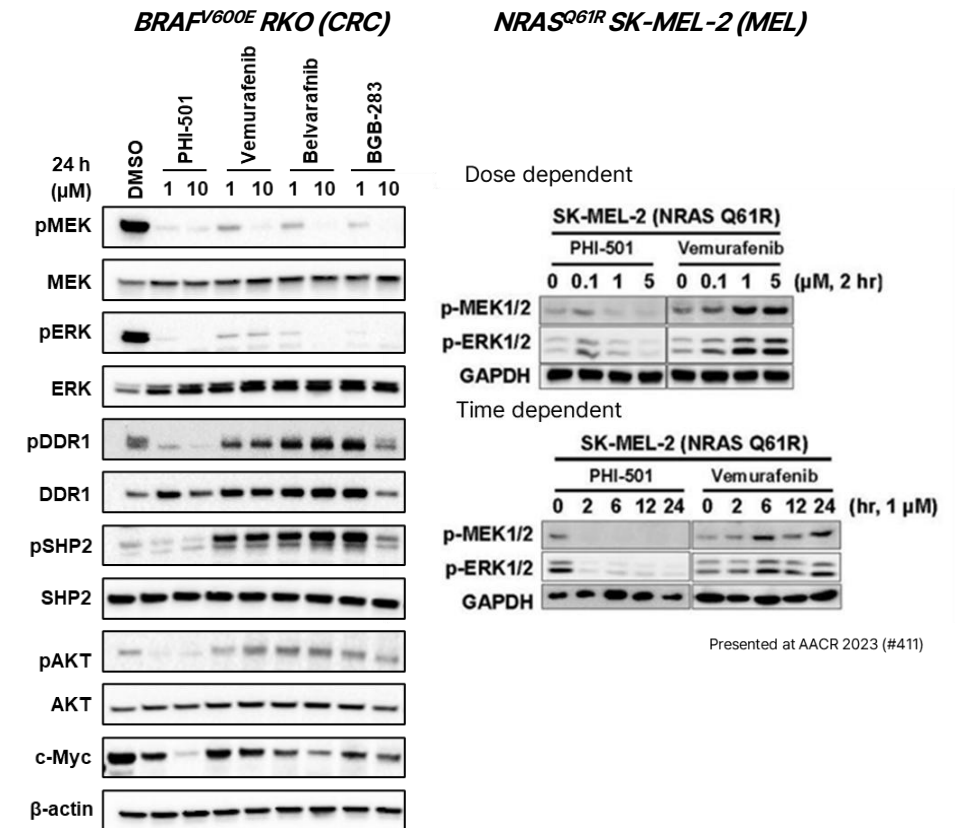 BRAFV600E RKO (CRC)
NRASQ61R SK-MEL-2 (MEL)
24 h
(µM)
DMSO
PHI-501
Vemurafenib
Belvarafnib
BGB-283
1 10 1 10 1 10 1 10
pMEK
MEK
pERK
ERK
pDDR1
DDR1
pSHP2
SHP2
pAKT
AKT
c-Myc
β-actin
Dose dependent
SK-MEL-2 (NRAS Q61R)
PHI-501 Vemurafenib
0 0.1 1 5 0 0.1 1 5 (µM, 2 hr)
p-MEK1/2
p-ERK1/2
GAPDH
Time dependent
SK-MEL-2 (NRAS Q61R)
PHI-501 Vemurafenib
0 2 6 12 24 0 2 6 12 24 (hr, 1 µM)
p-MEK1/2
p-ERK1/2
GAPDH
Presented at AACR 2023 (#411)